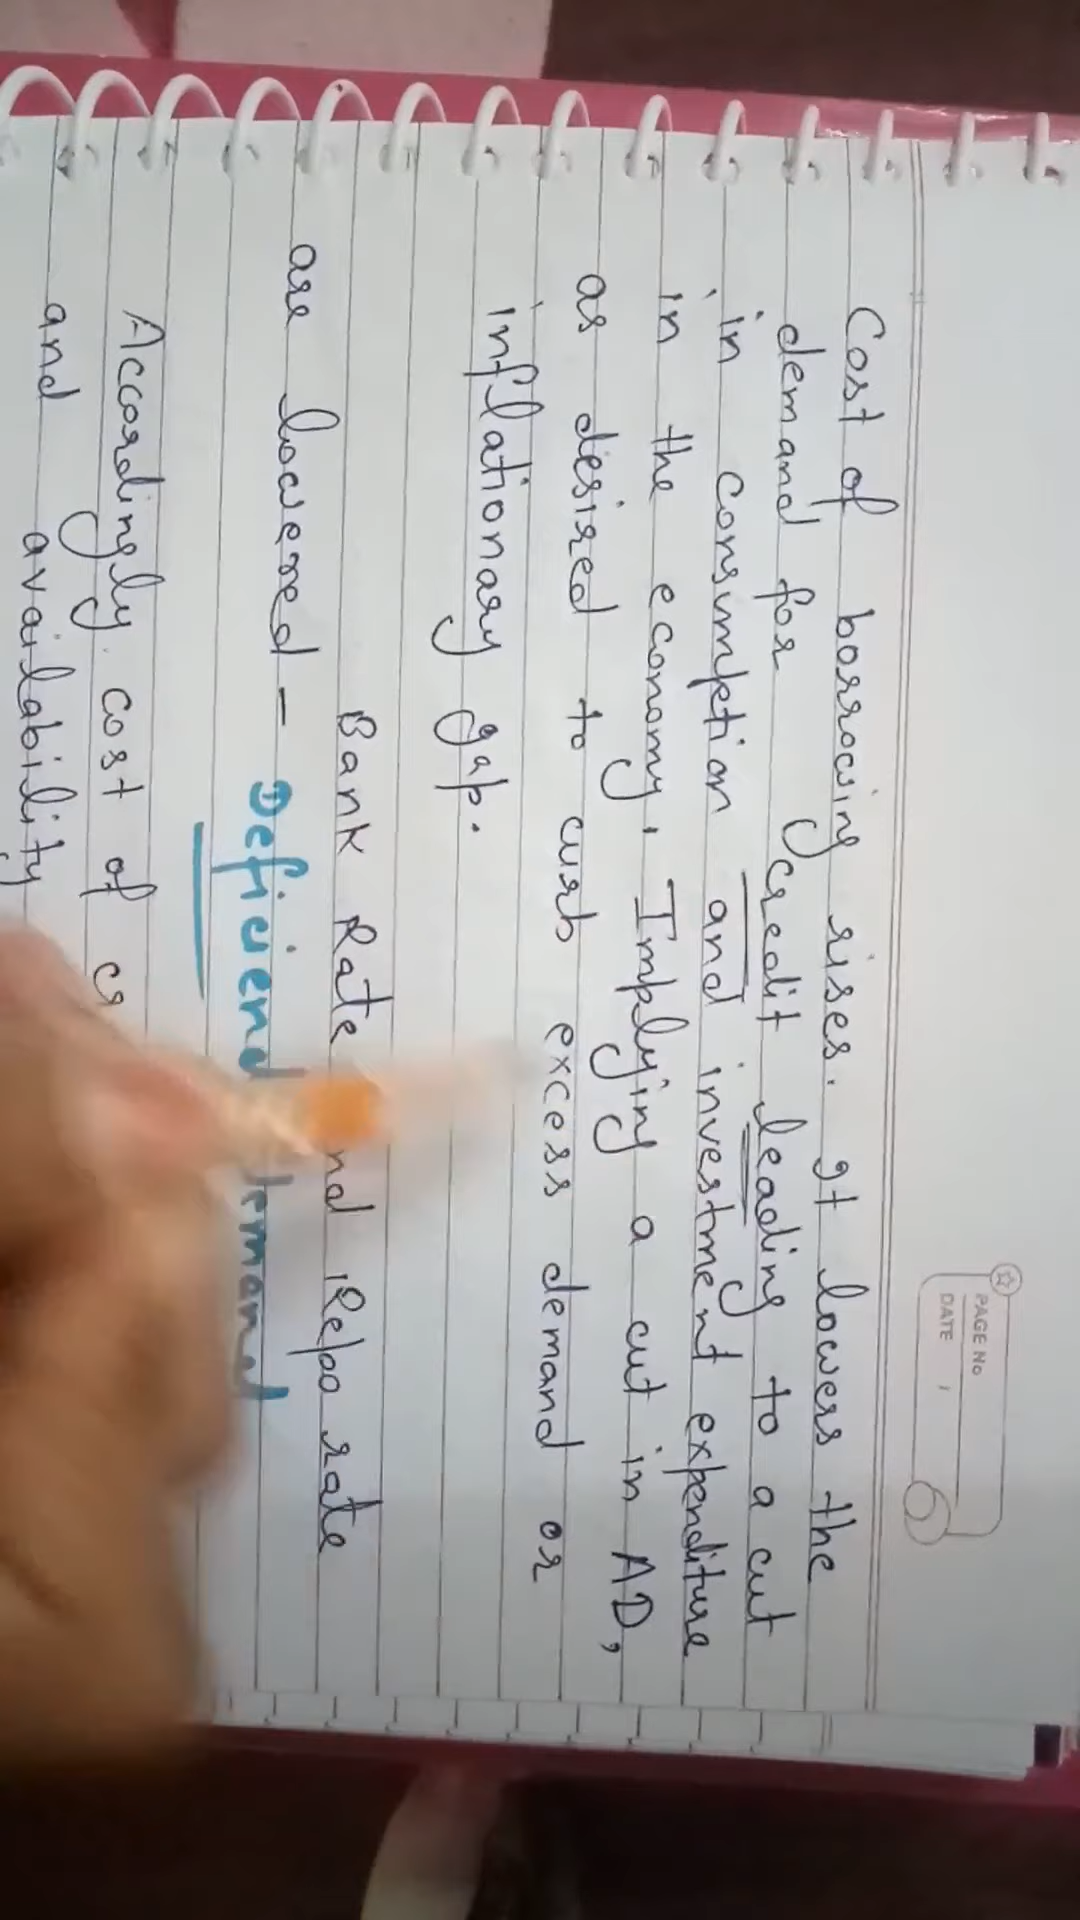 PAGE No
DATE
Cost of borrowing rises. It lowers the
demand for credit leading to a cut
in consumption and investment expenditure
in the economy, Implying a cut in AD,
as desired to curb excess demand or
inflationary gap.
Bank Rate Repo rate
are lowered -
Accordingly cost of
and availability